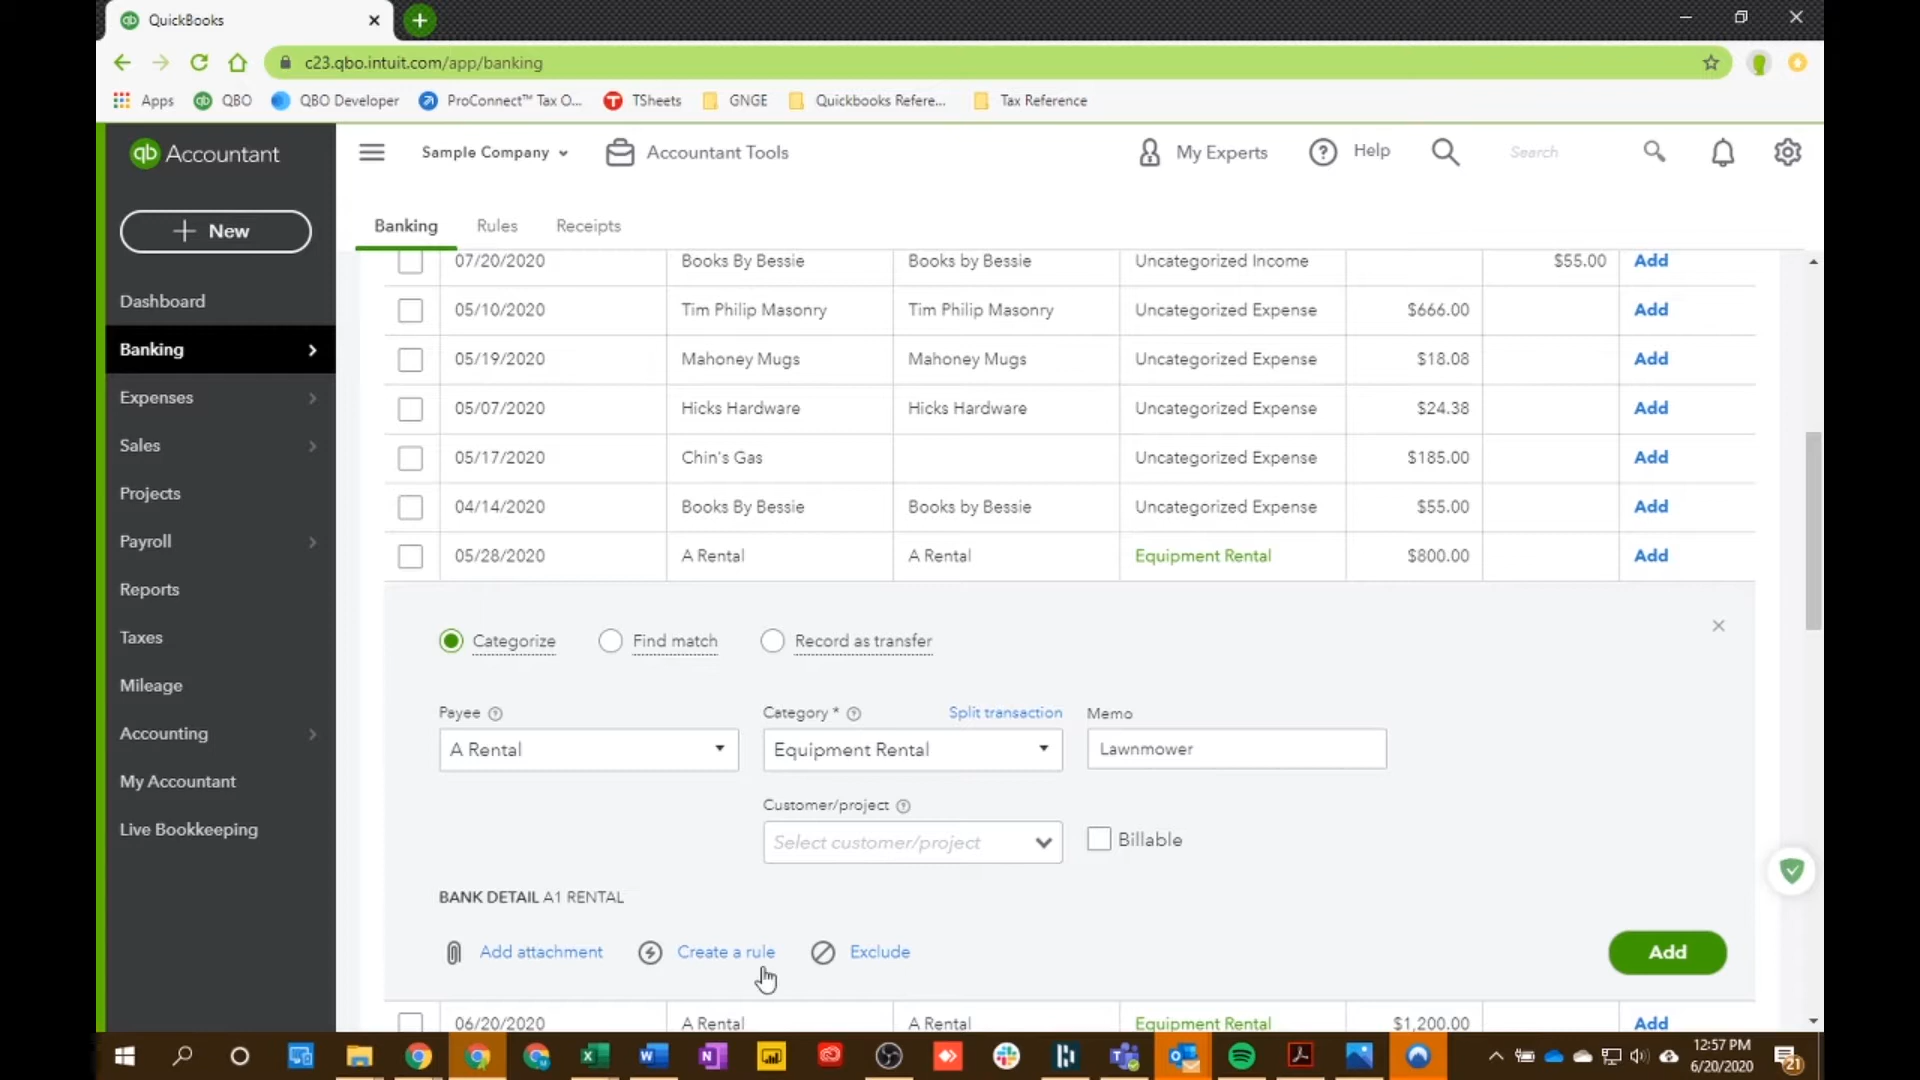 QuickBooks
c23.qbo.intuit.com/app/banking
Apps QBO QBO Developer ProConnect™ Tax O... TSheets GNGE Quickbooks Refere... Tax Reference
qb Accountant Sample Company Accountant Tools My Experts Help Search
New
Banking Rules Receipts
Dashboard
Banking
Expenses
Sales
Projects
Payroll
Reports
Taxes
Mileage
Accounting
My Accountant
Live Bookkeeping
07/20/2020 Books By Bessie Books by Bessie Uncategorized Income $55.00 Add
05/10/2020 Tim Philip Masonry Tim Philip Masonry Uncategorized Expense $666.00 Add
05/19/2020 Mahoney Mugs Mahoney Mugs Uncategorized Expense $18.08 Add
05/07/2020 Hicks Hardware Hicks Hardware Uncategorized Expense $24.38 Add
05/17/2020 Chin's Gas Uncategorized Expense $185.00 Add
04/14/2020 Books By Bessie Books by Bessie Uncategorized Expense $55.00 Add
05/28/2020 A Rental A Rental Equipment Rental $800.00 Add
Categorize Find match Record as transfer
Payee Category * Split transaction Memo
A Rental Equipment Rental Lawnmower
Customer/project
Select customer/project Billable
BANK DETAIL A1 RENTAL
Add attachment Create a rule Exclude Add
06/20/2020 A Rental A Rental Equipment Rental $1,200.00 Add
12:57 PM
6/20/2020
21